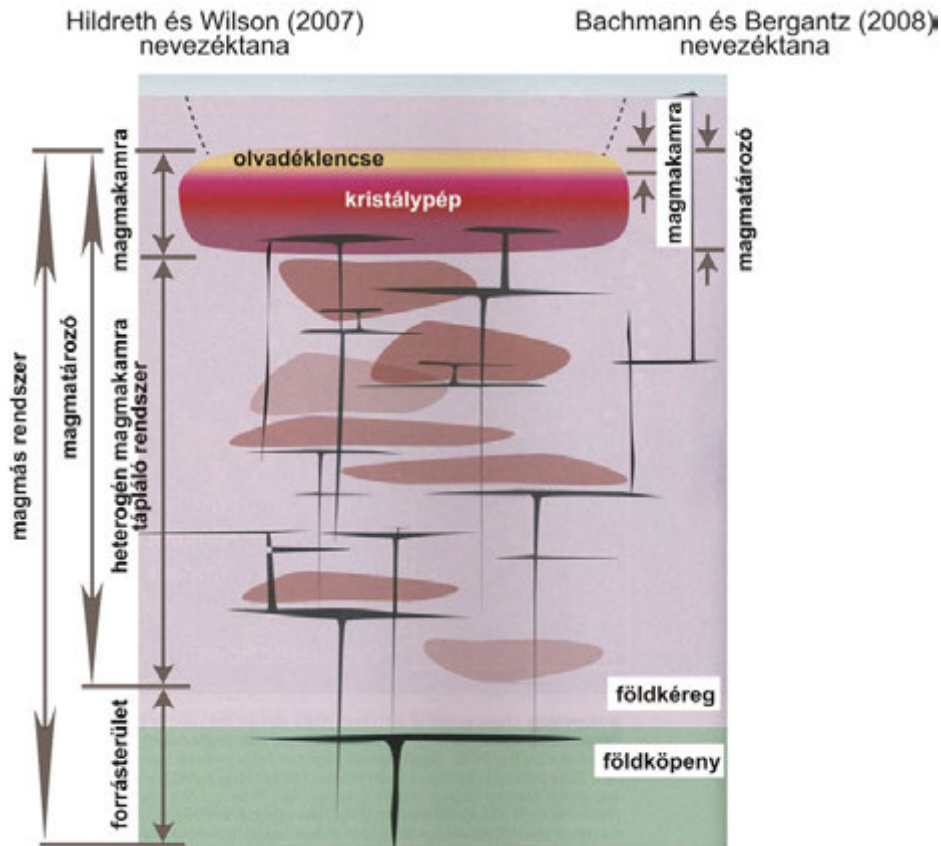 Hildreth és Wilson (2007)
nevezéktana
Bachmann és Bergantz (2008)
nevezéktana
magmás rendszer
magmatározó
magmakamra
heterogén magmakamra
tápláló rendszer
forrásterület
olvadéklencse
kristálypép
magmakamra
magmatározó
földkéreg
földköpeny